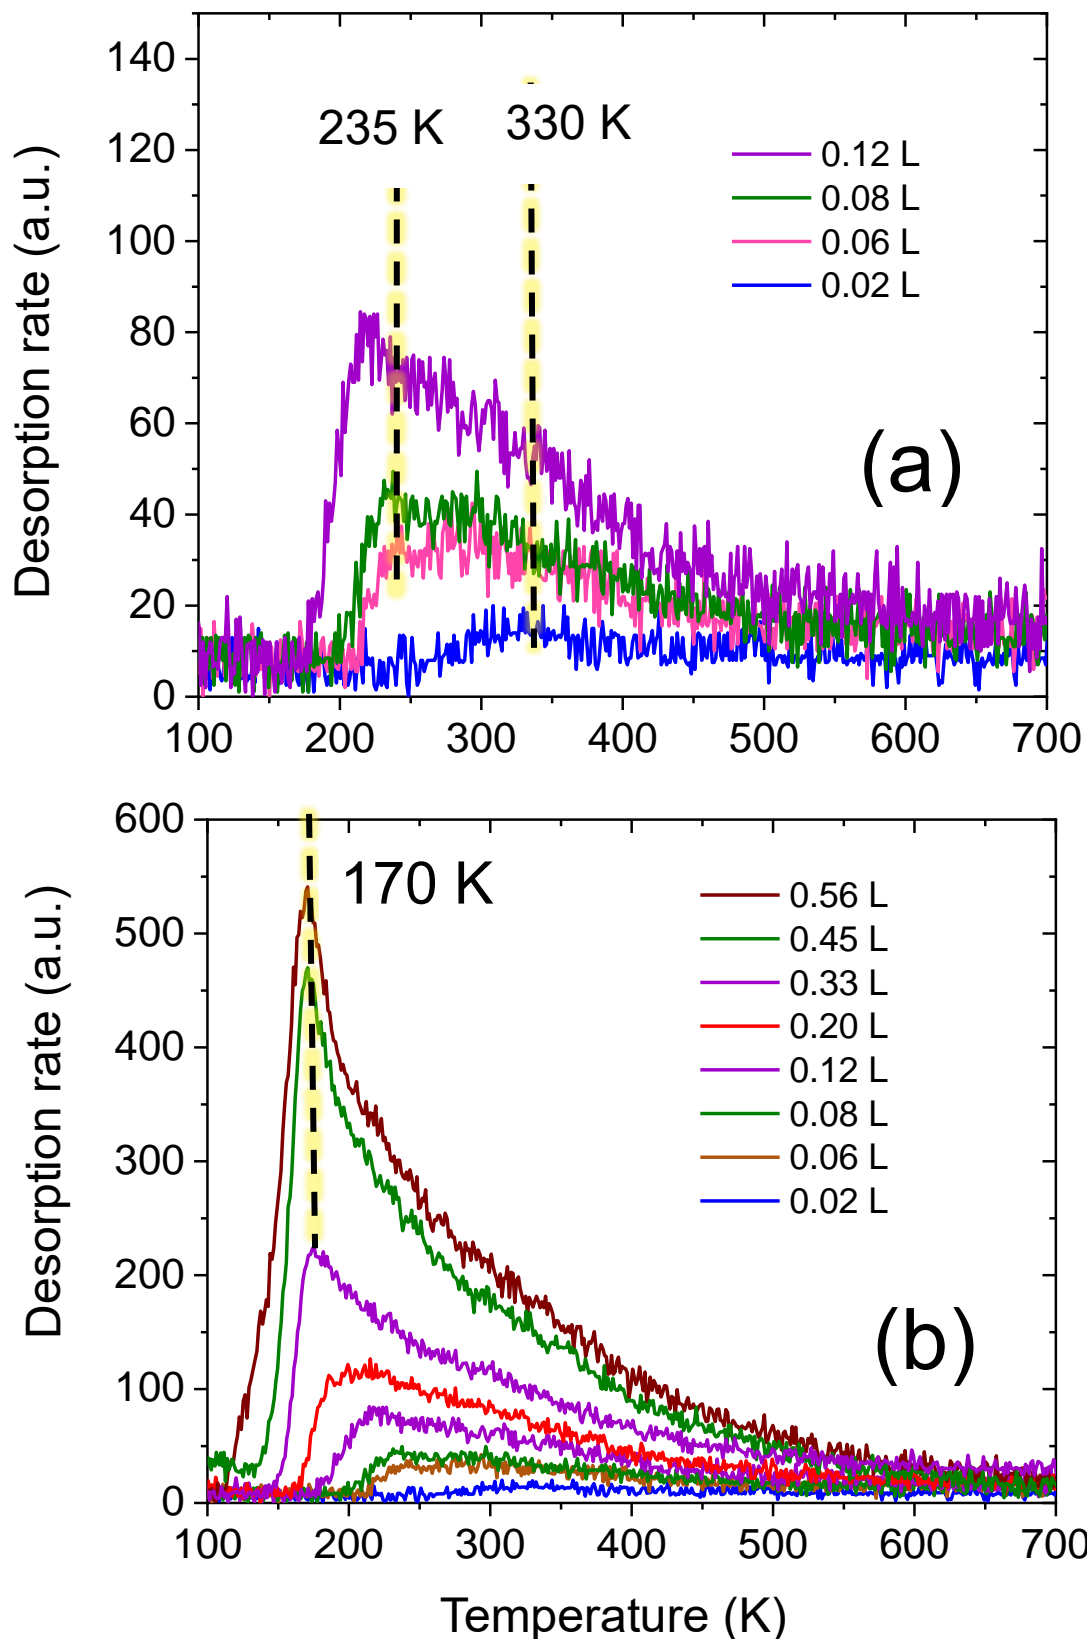 140
120
100
80
60
40
20
0
Desorption rate (a.u.)
235 K
330 K
0.12 L
0.08 L
0.06 L
0.02 L
(a)
100 200 300 400 500 600 700
600
500
400
300
200
100
0
Desorption rate (a.u.)
170 K
0.56 L
0.45 L
0.33 L
0.20 L
0.12 L
0.08 L
0.06 L
0.02 L
(b)
100 200 300 400 500 600 700
Temperature (K)